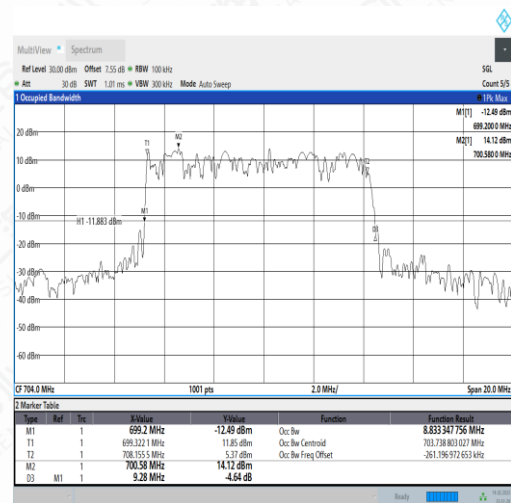 MultiView Spectrum
Ref Level 30.00 dBm Offset 7.55 dB RBW 100 kHz SGL
Att 30 dB SWT 1.01 ms VBW 300 kHz Mode Auto Sweep Count 5/5
1 Occupied Bandwidth 1Pk Max
M1[1] -12.49 dBm
699.200 0 MHz
M2[1] 14.12 dBm
700.580 0 MHz
20 dBm
T1
M2
10 dBm
T2
0 dBm
-10 dBm
M1
H1 -11.883 dBm
D3
-20 dBm
-30 dBm
-40 dBm
-50 dBm
-60 dBm
CF 704.0 MHz 1001 pts 2.0 MHz/ Span 20.0 MHz
2 Marker Table
Type Ref Trc X-Value Y-Value Function Function Result
M1 1 699.2 MHz -12.49 dBm Occ Bw 8.833 347 756 MHz
T1 1 699.322 1 MHz 11.85 dBm Occ Bw Centroid 703.738 803 027 MHz
T2 1 708.155 5 MHz 5.37 dBm Occ Bw Freq Offset -261.196 972 653 kHz
M2 1 700.58 MHz 14.12 dBm
D3 M1 1 9.28 MHz -4.64 dB
Ready